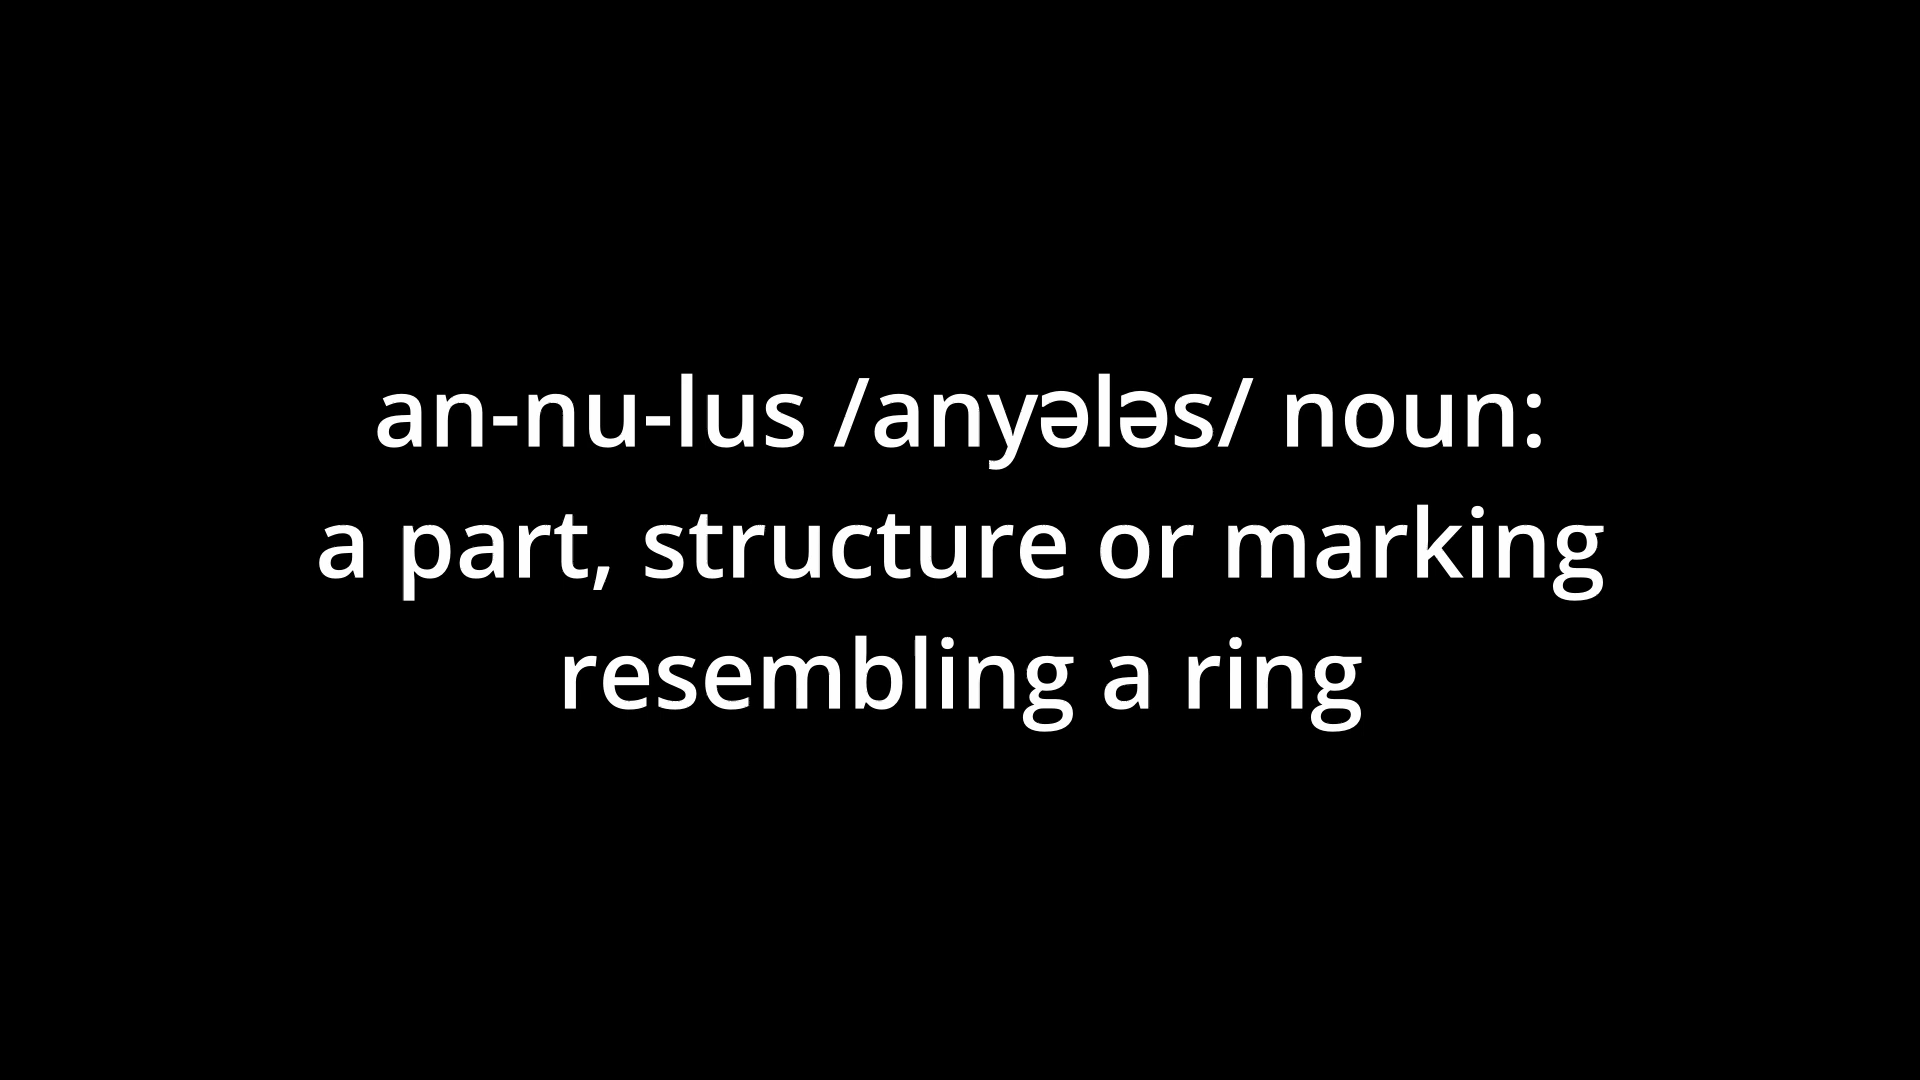 an-nu-lus /anyələs/ noun:
a part, structure or marking
resembling a ring